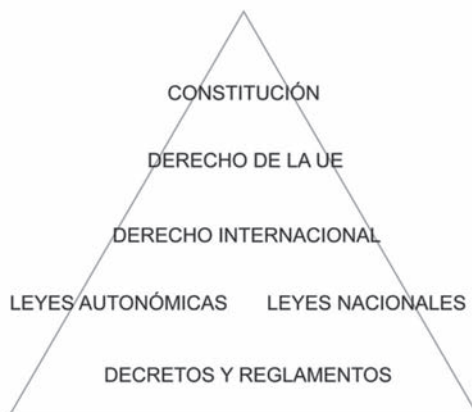 CONSTITUCIÓN
DERECHO DE LA UE
DERECHO INTERNACIONAL
LEYES AUTONÓMICAS LEYES NACIONALES
DECRETOS Y REGLAMENTOS